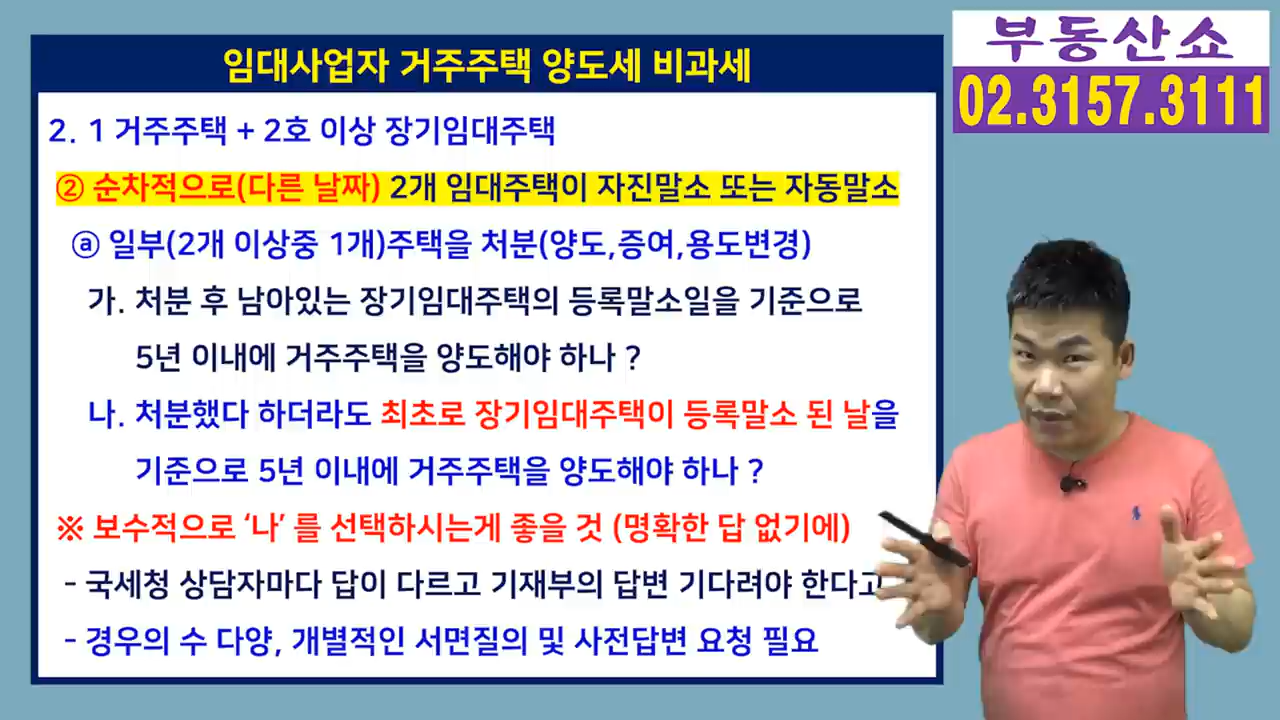 임대사업자 거주주택 양도세 비과세
부동산쇼
02.3157.3111
2. 1 거주주택 + 2호 이상 장기임대주택
② 순차적으로(다른 날짜) 2개 임대주택이 자진말소 또는 자동말소
ⓐ 일부(2개 이상중 1개)주택을 처분(양도,증여,용도변경)
가. 처분 후 남아있는 장기임대주택의 등록말소일을 기준으로
5년 이내에 거주주택을 양도해야 하나 ?
나. 처분했다 하더라도 최초로 장기임대주택이 등록말소 된 날을
기준으로 5년 이내에 거주주택을 양도해야 하나 ?
※ 보수적으로 ‘나’ 를 선택하시는게 좋을 것 (명확한 답 없기에)
- 국세청 상담자마다 답이 다르고 기재부의 답변 기다려야 한다고
- 경우의 수 다양, 개별적인 서면질의 및 사전답변 요청 필요